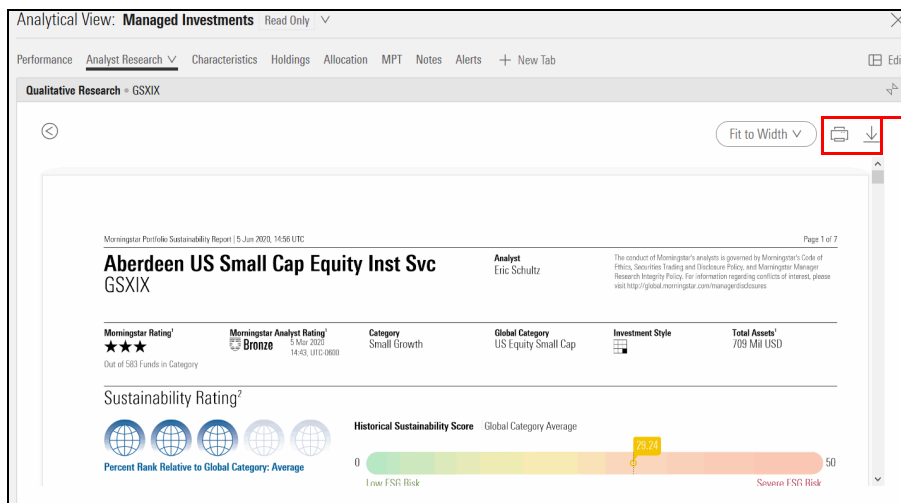 Analytical View: Managed Investments Read Only
Performance Analyst Research Characteristics Holdings Allocation MPT Notes Alerts + New Tab Edi
Qualitative Research • GSXIX
Fit to Width
Morningstar Portfolio Sustainability Report | 5 Jun 2020, 14:56 UTC Page 1 of 7
Aberdeen US Small Cap Equity Inst Svc
GSXIX
Analyst
Eric Schultz
The conduct of Morningstar's analysts is governed by Morningstar's Code of
Ethics, Securities Trading and Disclosure Policy, and Morningstar Manager
Research Integrity Policy. For information regarding conflicts of interest, please
visit http://global.morningstar.com/managerdisclosures
Morningstar Rating¹
★★★
Out of 583 Funds in Category
Morningstar Analyst Rating¹
Bronze 5 Mar 2020
14:43, UTC-0600
Category
Small Growth
Global Category
US Equity Small Cap
Investment Style
Total Assets¹
709 Mil USD
Sustainability Rating²
Percent Rank Relative to Global Category: Average
Historical Sustainability Score Global Category Average
29.24
0 50
Low ESG Risk Severe ESG Risk